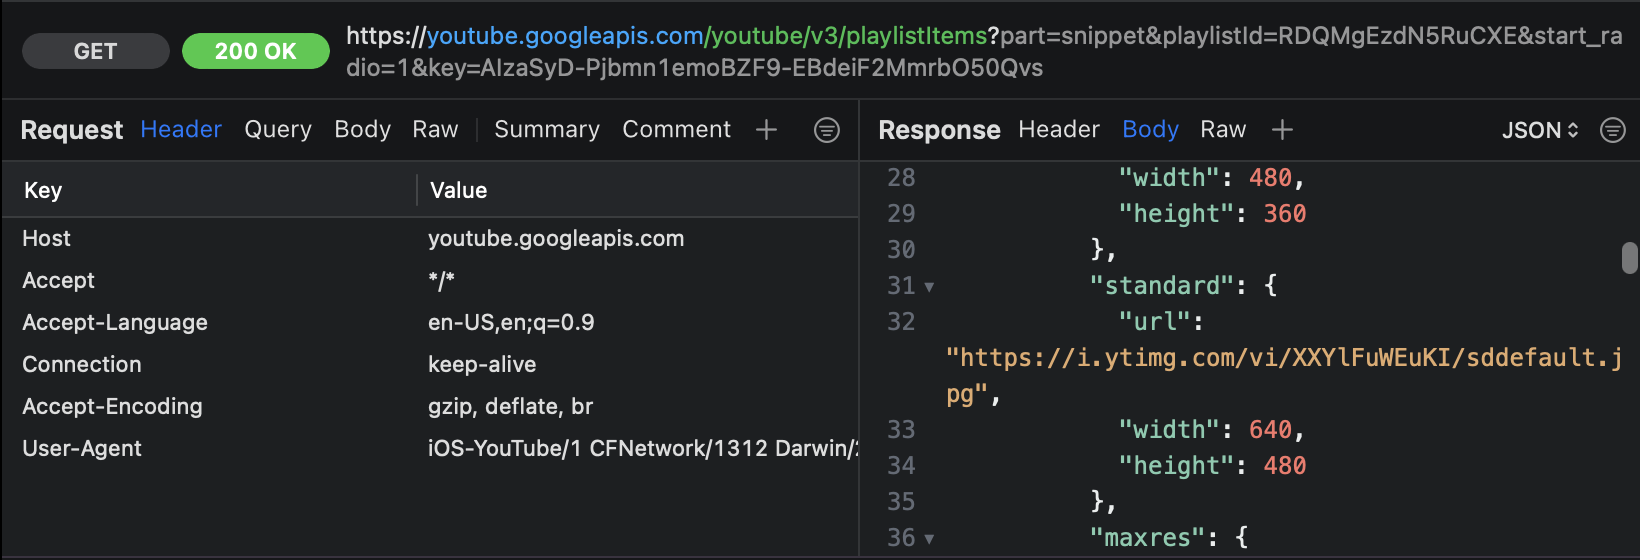 GET 200 OK https://youtube.googleapis.com/youtube/v3/playlistItems?part=snippet&playlistId=RDQMgEzdN5RuCXE&start_ra
dio=1&key=AIzaSyD-Pjbmn1emoBZF9-EBdeiF2MmrbO50Qvs
Request Header Query Body Raw Summary Comment +
Key Value
Host youtube.googleapis.com
Accept */*
Accept-Language en-US,en;q=0.9
Connection keep-alive
Accept-Encoding gzip, deflate, br
User-Agent iOS-YouTube/1 CFNetwork/1312 Darwin/
Response Header Body Raw + JSON
28 "width": 480,
29 "height": 360
30 },
31 "standard": {
32 "url":
"https://i.ytimg.com/vi/XXYlFuWEuKI/sddefault.j
pg",
33 "width": 640,
34 "height": 480
35 },
36 "maxres": {